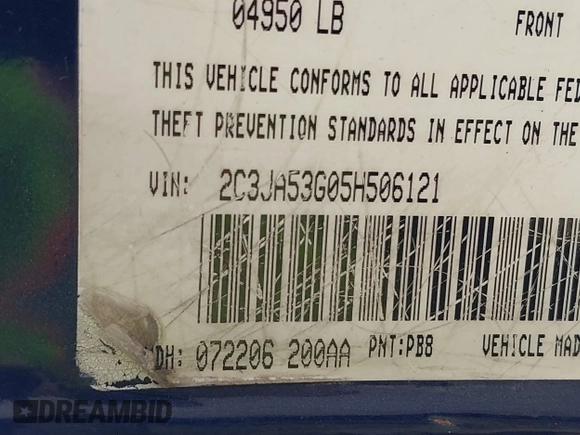 04950 LB FRONT
THIS VEHICLE CONFORMS TO ALL APPLICABLE FED
THEFT PREVENTION STANDARDS IN EFFECT ON THE
VIN: 2C3JA53G05H506121
DH: 072206 200AA PNT:PB8 VEHICLE MAD
DREAMBID